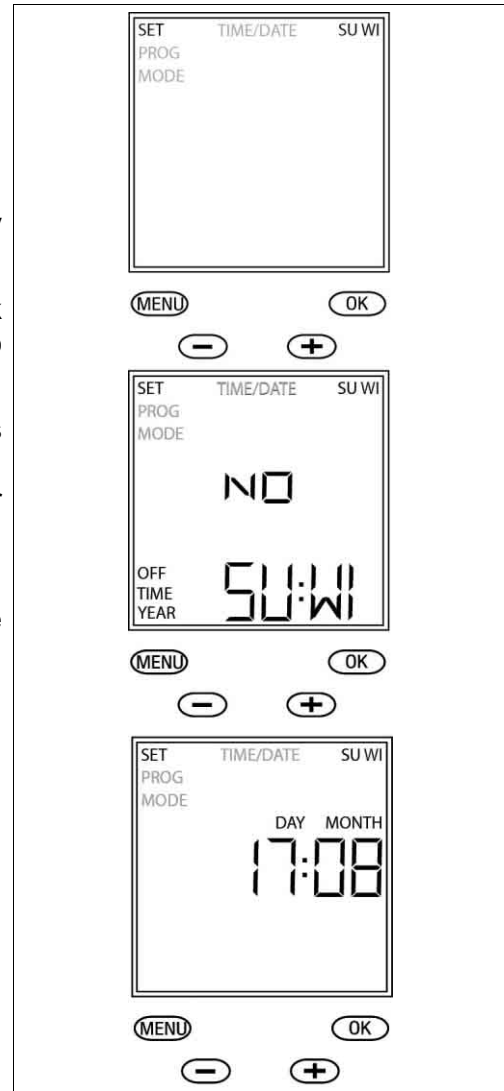 SET TIME/DATE SU WI
PROG
MODE
MENU OK
− +
SET TIME/DATE SU WI
PROG
MODE
NO
OFF
TIME
YEAR
SU:WI
MENU OK
− +
SET TIME/DATE SU WI
PROG
MODE
DAY MONTH
17:08
MENU OK
− +